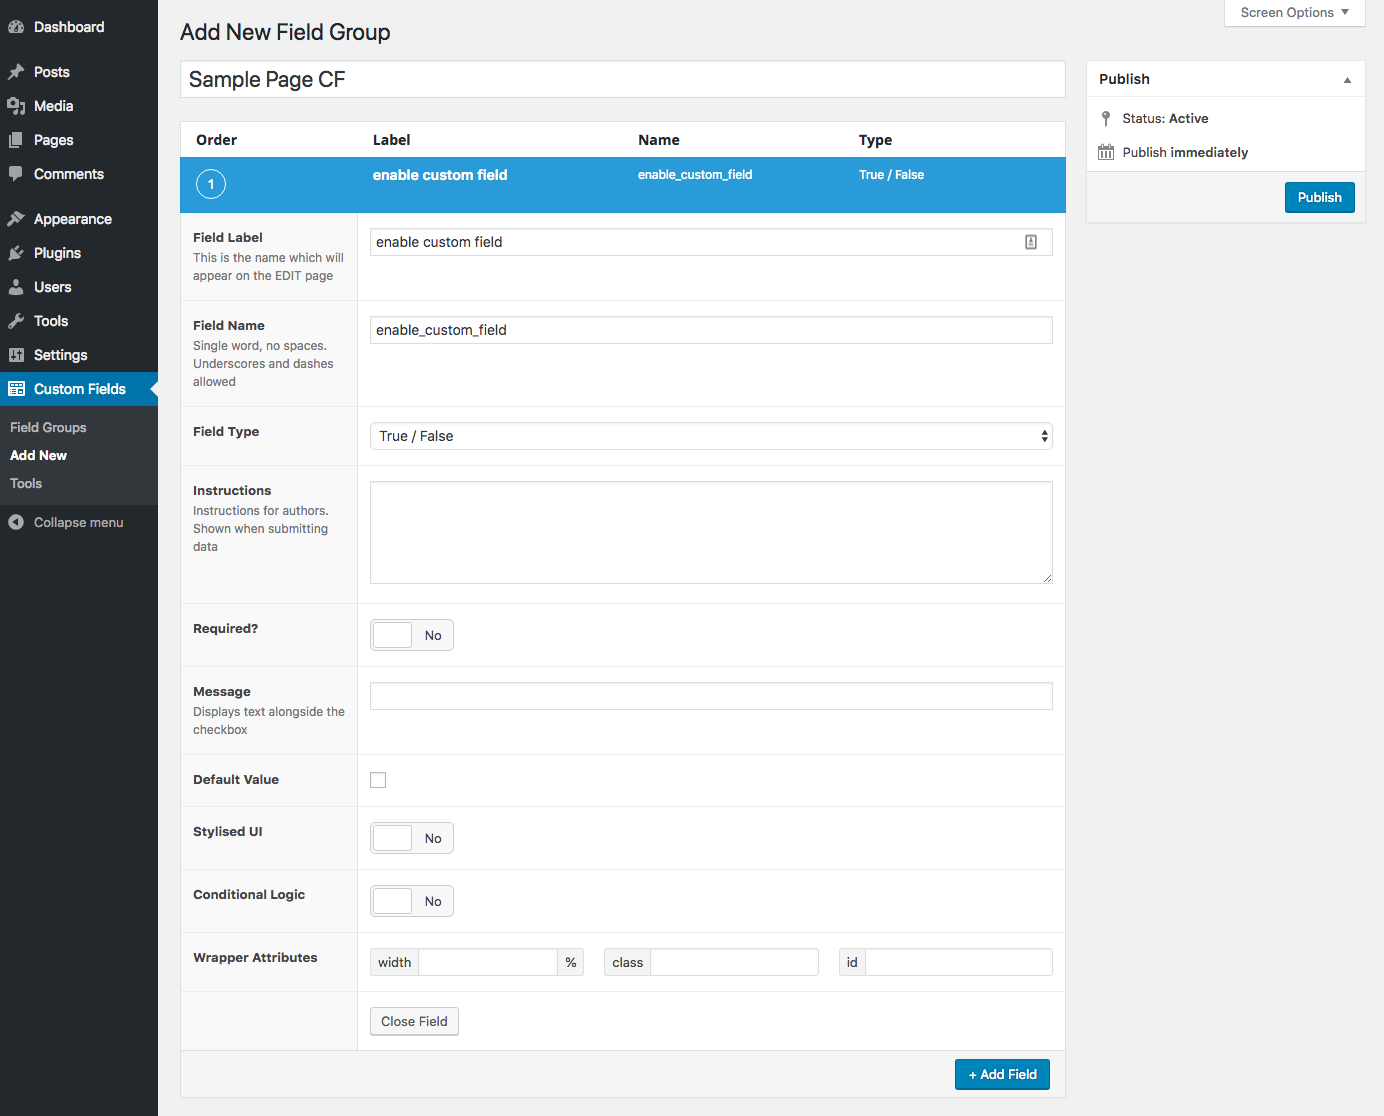 Dashboard
Posts
Media
Pages
Comments
Appearance
Plugins
Users
Tools
Settings
Custom Fields
Field Groups
Add New
Tools
Collapse menu
Screen Options
Add New Field Group
Sample Page CF
Order Label Name Type
1 enable custom field enable_custom_field True / False
Field Label
This is the name which will
appear on the EDIT page
enable custom field
Field Name
Single word, no spaces.
Underscores and dashes
allowed
enable_custom_field
Field Type
True / False
Instructions
Instructions for authors.
Shown when submitting
data
Required?
No
Message
Displays text alongside the
checkbox
Default Value
Stylised UI
No
Conditional Logic
No
Wrapper Attributes
width % class id
Close Field
+ Add Field
Publish
Status: Active
Publish immediately
Publish